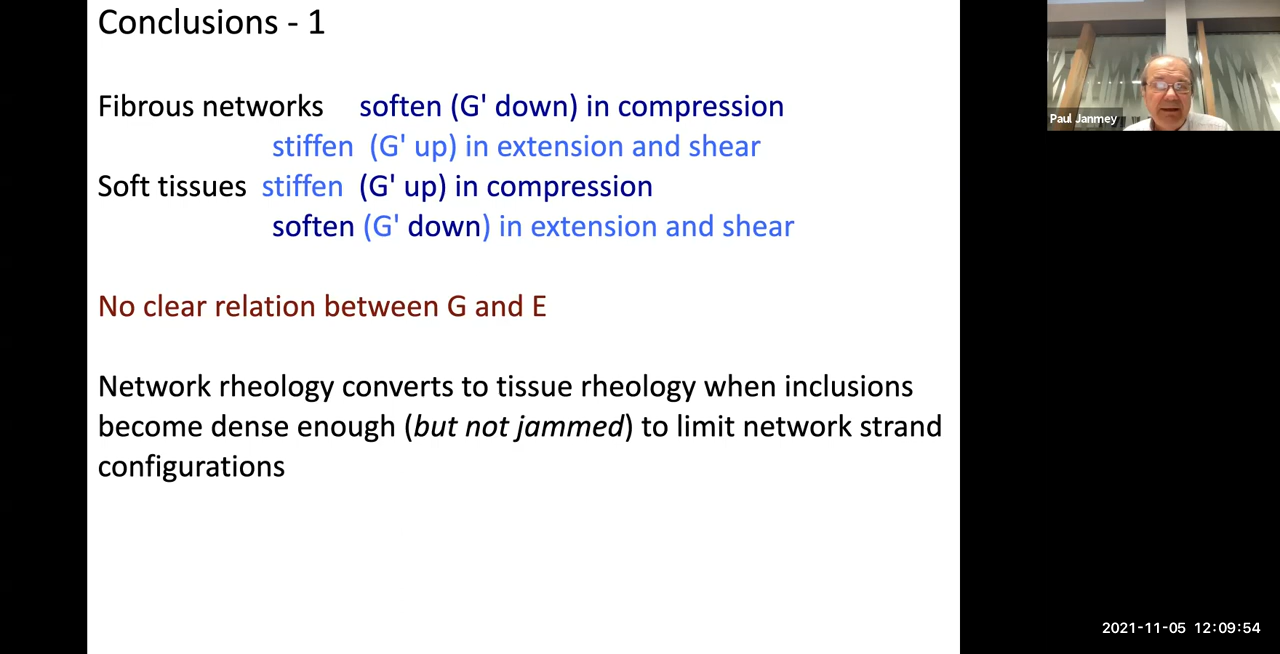 Conclusions - 1
Fibrous networks soften (G' down) in compression
stiffen (G' up) in extension and shear
Soft tissues stiffen (G' up) in compression
soften (G' down) in extension and shear
No clear relation between G and E
Network rheology converts to tissue rheology when inclusions
become dense enough (but not jammed) to limit network strand
configurations
Paul Janmey
2021-11-05 12:09:54